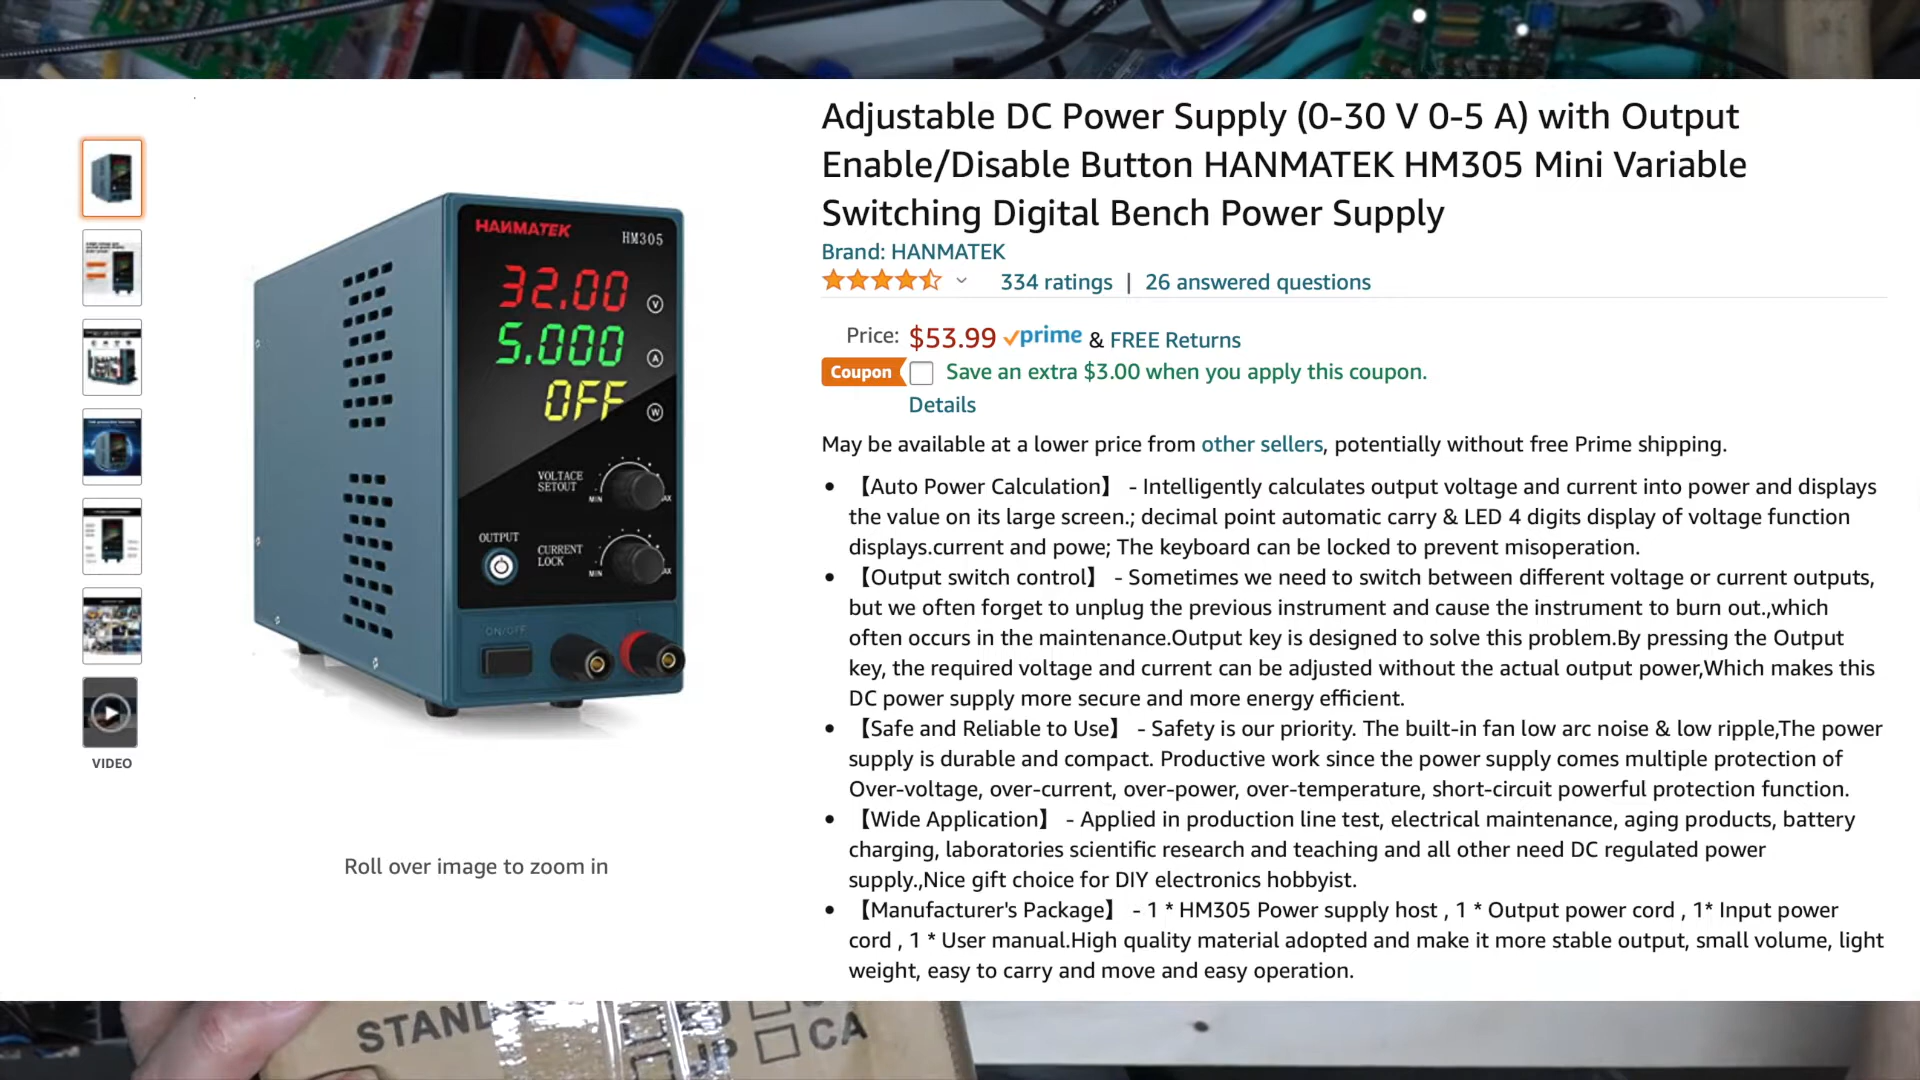 HANMATEK
HM305
32.00
V
5.000
A
OFF
W
VOLTACE
SETOUT
MIN
AX
OUTPUT
CURRENT
LOCK
MIN
AX
ON/OFF
VIDEO
Roll over image to zoom in
Adjustable DC Power Supply (0-30 V 0-5 A) with Output
Enable/Disable Button HANMATEK HM305 Mini Variable
Switching Digital Bench Power Supply
Brand: HANMATEK
334 ratings | 26 answered questions
Price: $53.99 prime & FREE Returns
Coupon Save an extra $3.00 when you apply this coupon.
Details
May be available at a lower price from other sellers, potentially without free Prime shipping.
• 【Auto Power Calculation】 - Intelligently calculates output voltage and current into power and displays
the value on its large screen.; decimal point automatic carry & LED 4 digits display of voltage function
displays.current and powe; The keyboard can be locked to prevent misoperation.
• 【Output switch control】 - Sometimes we need to switch between different voltage or current outputs,
but we often forget to unplug the previous instrument and cause the instrument to burn out.,which
often occurs in the maintenance.Output key is designed to solve this problem.By pressing the Output
key, the required voltage and current can be adjusted without the actual output power,Which makes this
DC power supply more secure and more energy efficient.
• 【Safe and Reliable to Use】 - Safety is our priority. The built-in fan low arc noise & low ripple,The power
supply is durable and compact. Productive work since the power supply comes multiple protection of
Over-voltage, over-current, over-power, over-temperature, short-circuit powerful protection function.
• 【Wide Application】 - Applied in production line test, electrical maintenance, aging products, battery
charging, laboratories scientific research and teaching and all other need DC regulated power
supply.,Nice gift choice for DIY electronics hobbyist.
• 【Manufacturer's Package】 - 1 * HM305 Power supply host , 1 * Output power cord , 1* Input power
cord , 1 * User manual.High quality material adopted and make it more stable output, small volume, light
weight, easy to carry and move and easy operation.
STAND
CA